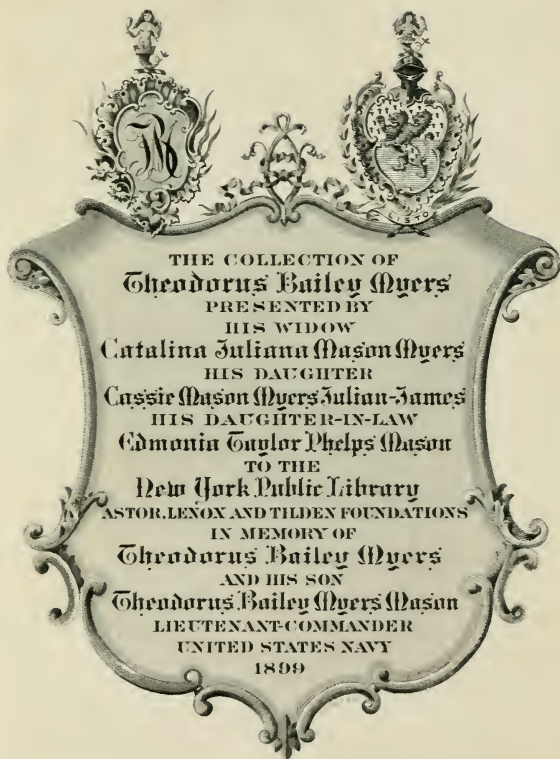 LISTO
THE COLLECTION OF
Theodorus Bailey Myers
PRESENTED BY
HIS WIDOW
Catalina Juliana Mason Myers
HIS DAUGHTER
Cassie Mason Myers Julian-James
HIS DAUGHTER-IN-LAW
Edmonia Taylor Phelps Mason
TO THE
New York Public Library
ASTOR, LENOX AND TILDEN FOUNDATIONS
IN MEMORY OF
Theodorus Bailey Myers
AND HIS SON
Theodorus Bailey Myers Mason
LIEUTENANT-COMMANDER
UNITED STATES NAVY
1899